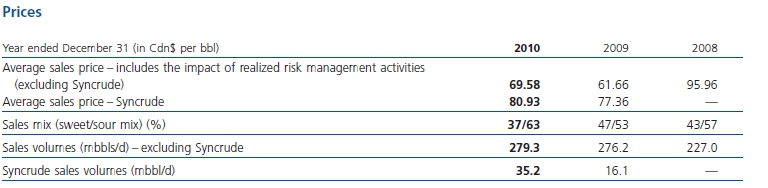 Prices
Year ended December 31 (in Cdn$ per bbl) 2010 2009 2008
Average sales price – includes the impact of realized risk management activities
(excluding Syncrude) 69.58 61.66 95.96
Average sales price – Syncrude 80.93 77.36 —
Sales mix (sweet/sour mix) (%) 37/63 47/53 43/57
Sales volumes (mbbls/d) – excluding Syncrude 279.3 276.2 227.0
Syncrude sales volumes (mbbl/d) 35.2 16.1 —